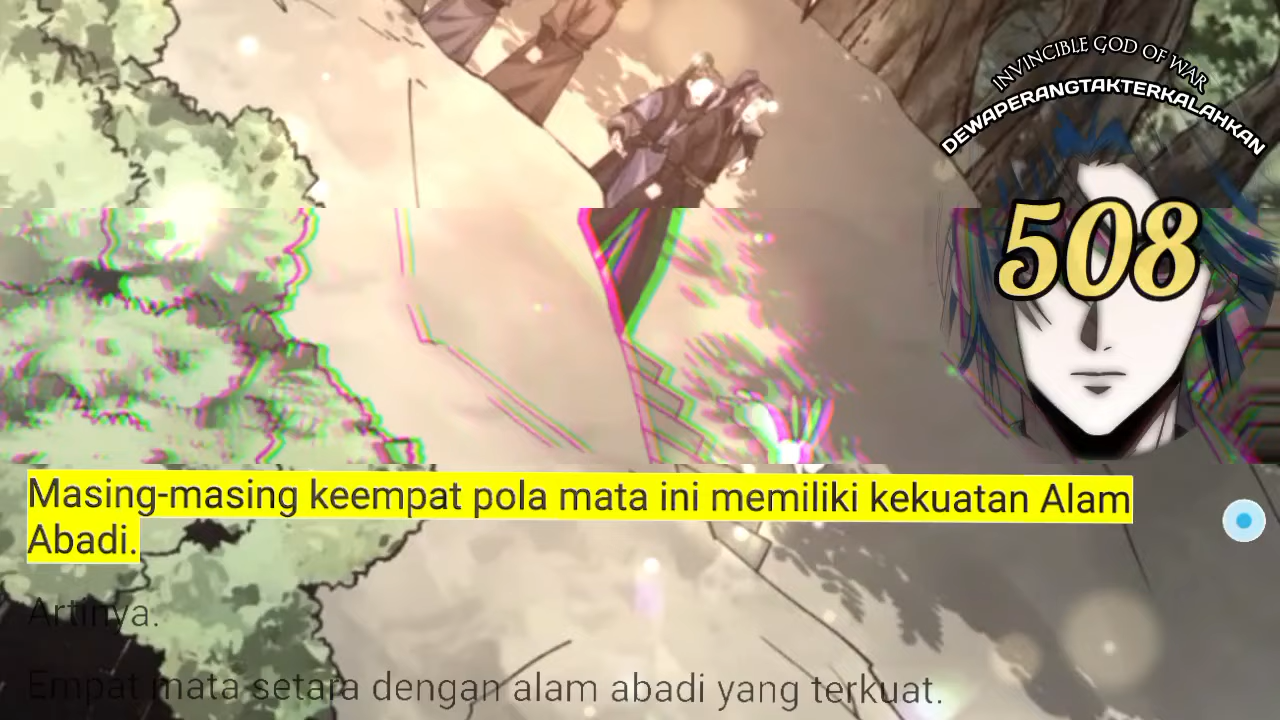 INVINCIBLE GOD OF WAR
DEWAPERANGTAKTERKALAHKAN
508
Masing-masing keempat pola mata ini memiliki kekuatan Alam
Abadi.
Artinya.
Empat mata setara dengan alam abadi yang terkuat.